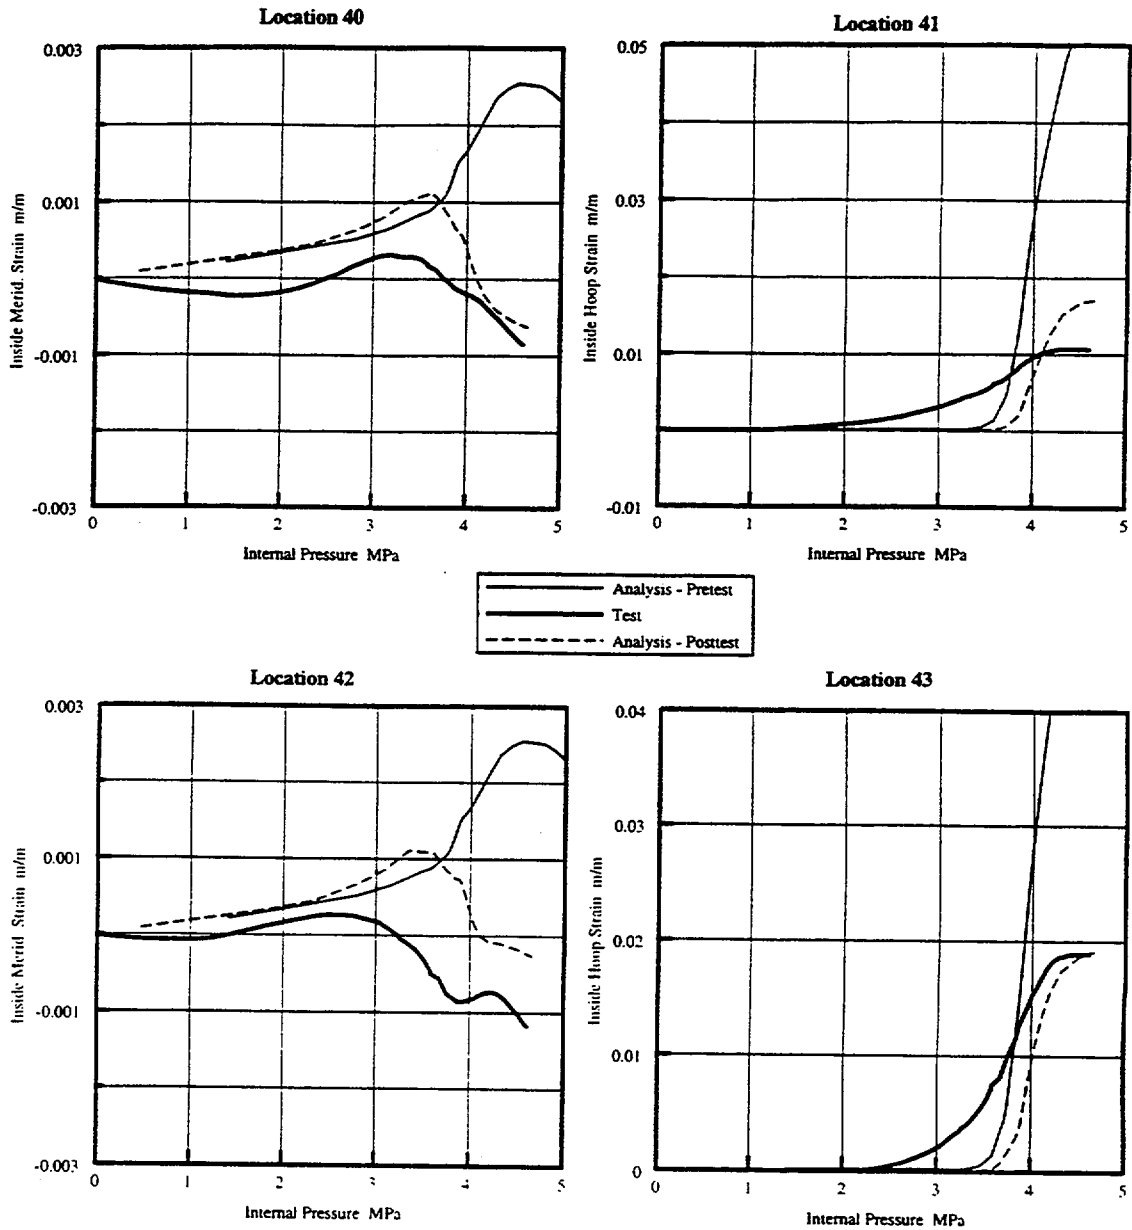 Location 40
0.003
0.001
-0.001
-0.003
Inside Merid. Strain m/m
0 1 2 3 4 5
Internal Pressure MPa
Location 41
0.05
0.03
0.01
-0.01
Inside Hoop Strain m/m
0 1 2 3 4 5
Internal Pressure MPa
Analysis - Pretest
Test
Analysis - Posttest
Location 42
0.003
0.001
-0.001
-0.003
Inside Merid. Strain m/m
0 1 2 3 4 5
Internal Pressure MPa
Location 43
0.04
0.03
0.02
0.01
0
Inside Hoop Strain m/m
0 1 2 3 4 5
Internal Pressure MPa